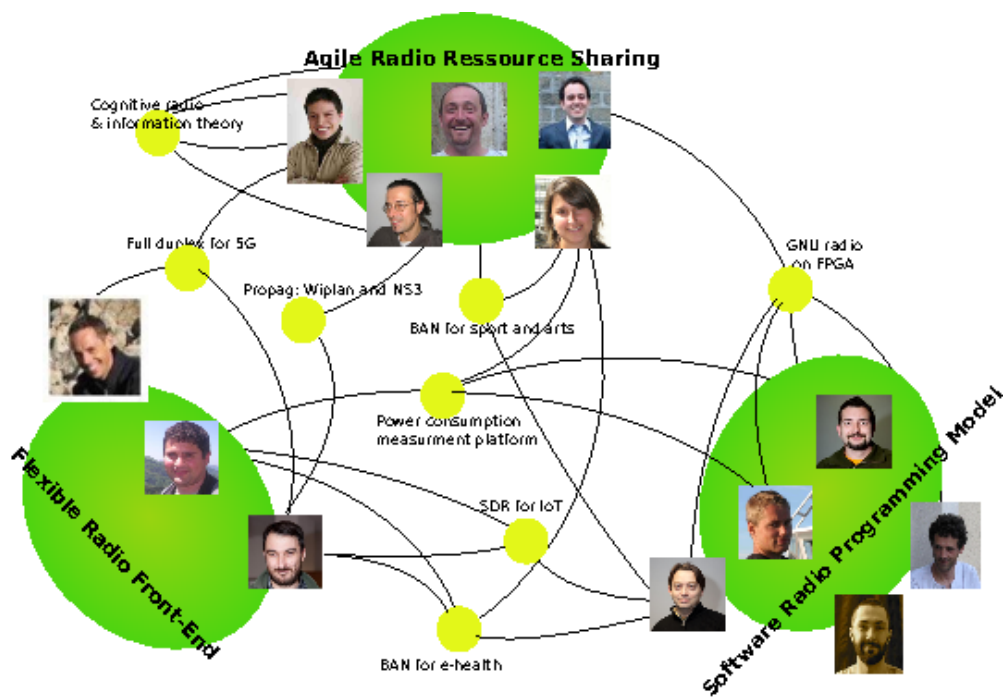 Agile Radio Ressource Sharing
Cognitive radio
& information theory
Full duplex for 5G
GNU radio
on FPGA
Propag: Wiplan and NS3
BAN for sport and arts
Power consumption
measurment platform
Flexible Radio Front-End
Software Radio Programming Model
SDR for IoT
BAN for e-health